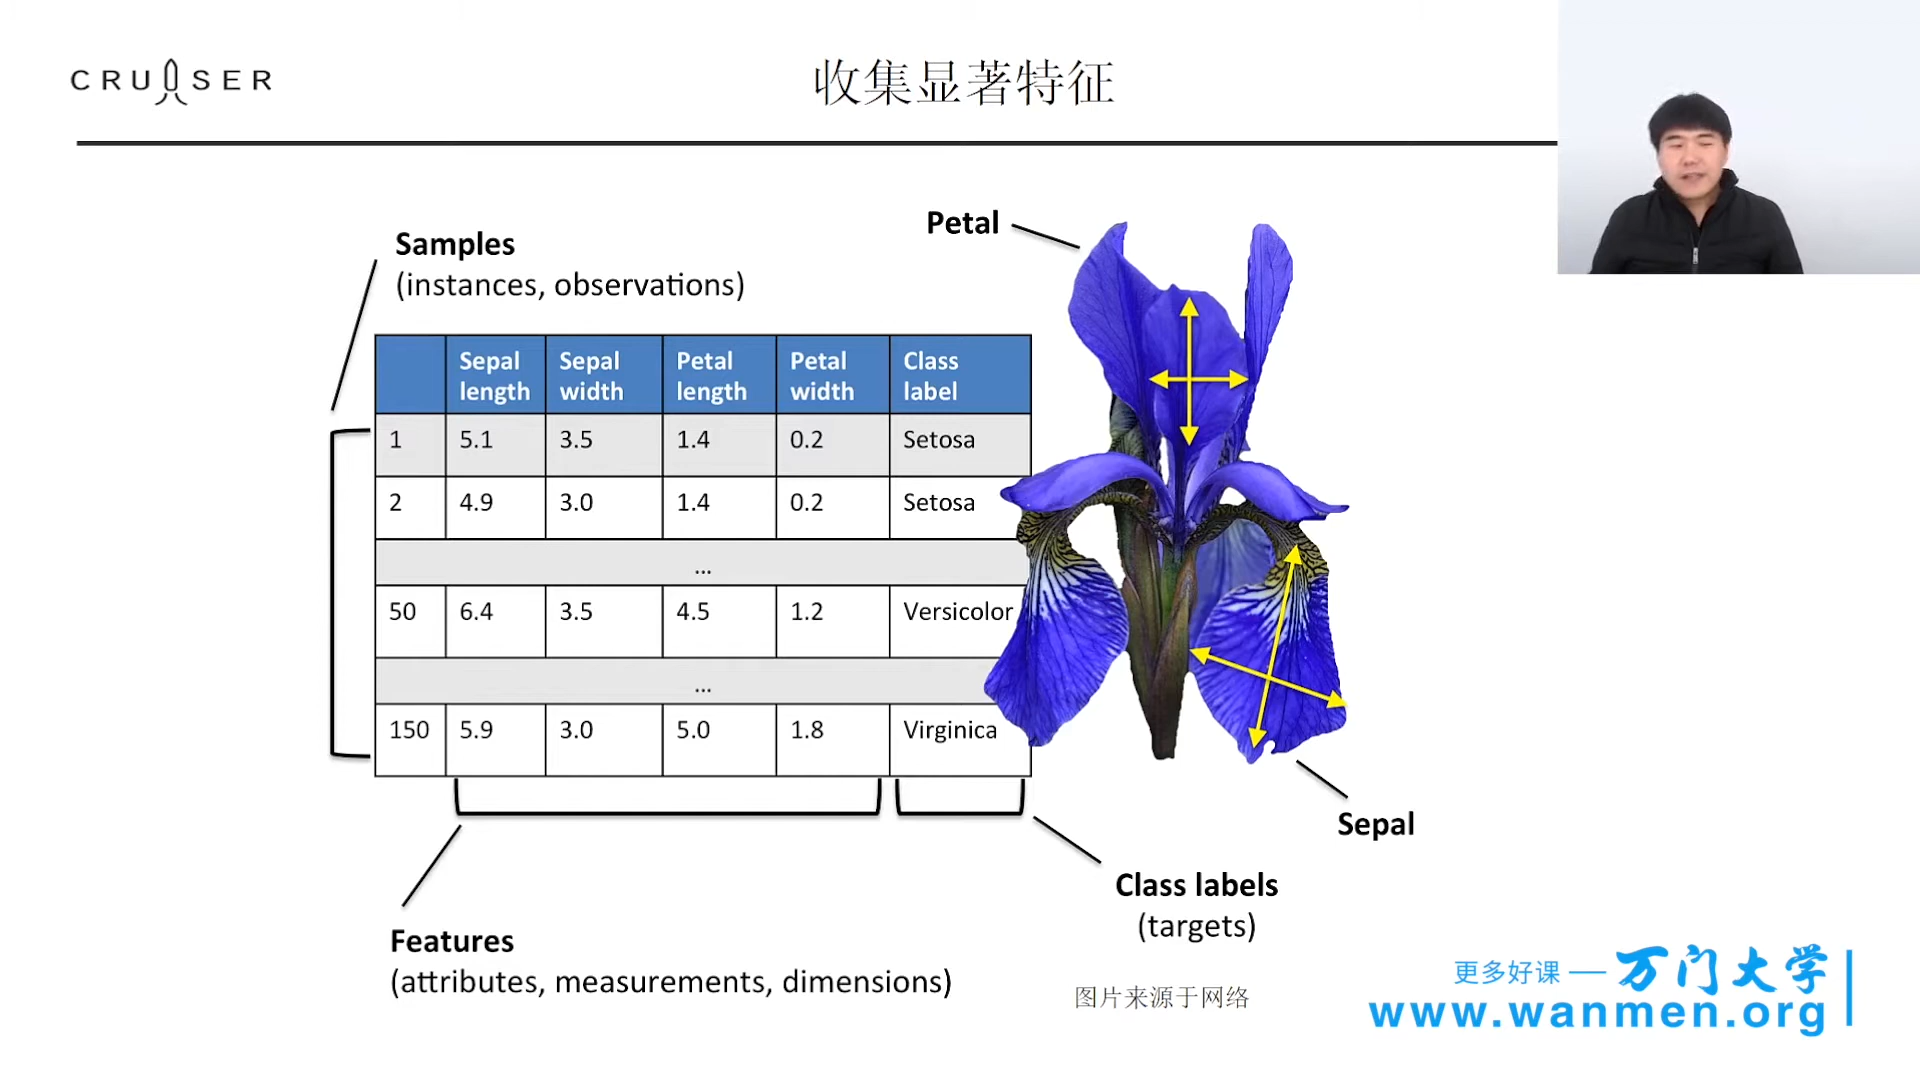 CRUISER
收集显著特征
Petal
Samples
(instances, observations)
Sepal length Sepal width Petal length Petal width Class label
1 5.1 3.5 1.4 0.2 Setosa
2 4.9 3.0 1.4 0.2 Setosa
...
50 6.4 3.5 4.5 1.2 Versicolor
...
150 5.9 3.0 5.0 1.8 Virginica
Sepal
Class labels
(targets)
Features
(attributes, measurements, dimensions)
图片来源于网络
更多好课 — 万门大学
www.wanmen.org